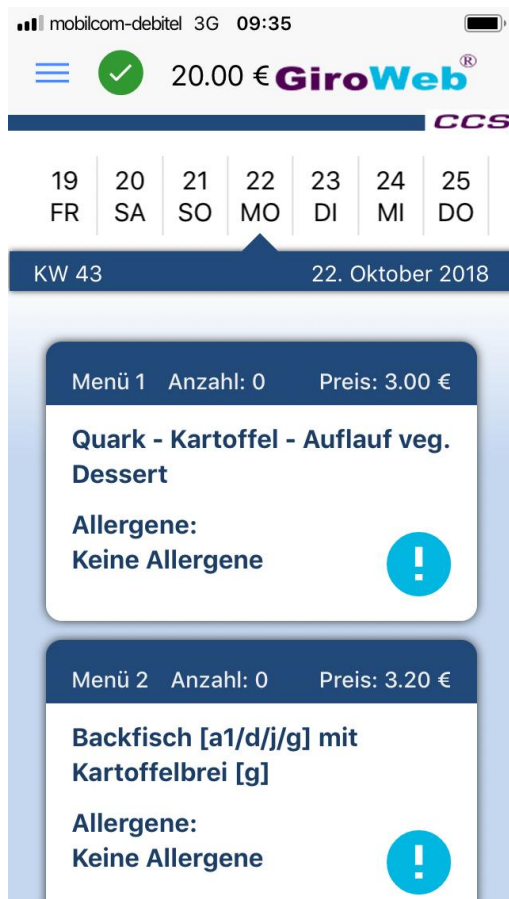 mobilcom-debitel 3G 09:35
20.00 € GiroWeb®
CCS
19 20 21 22 23 24 25
FR SA SO MO DI MI DO
KW 43 22. Oktober 2018
Menü 1 Anzahl: 0 Preis: 3.00 €
Quark - Kartoffel - Auflauf veg.
Dessert
Allergene:
Keine Allergene
!
Menü 2 Anzahl: 0 Preis: 3.20 €
Backfisch [a1/d/j/g] mit
Kartoffelbrei [g]
Allergene:
Keine Allergene
!